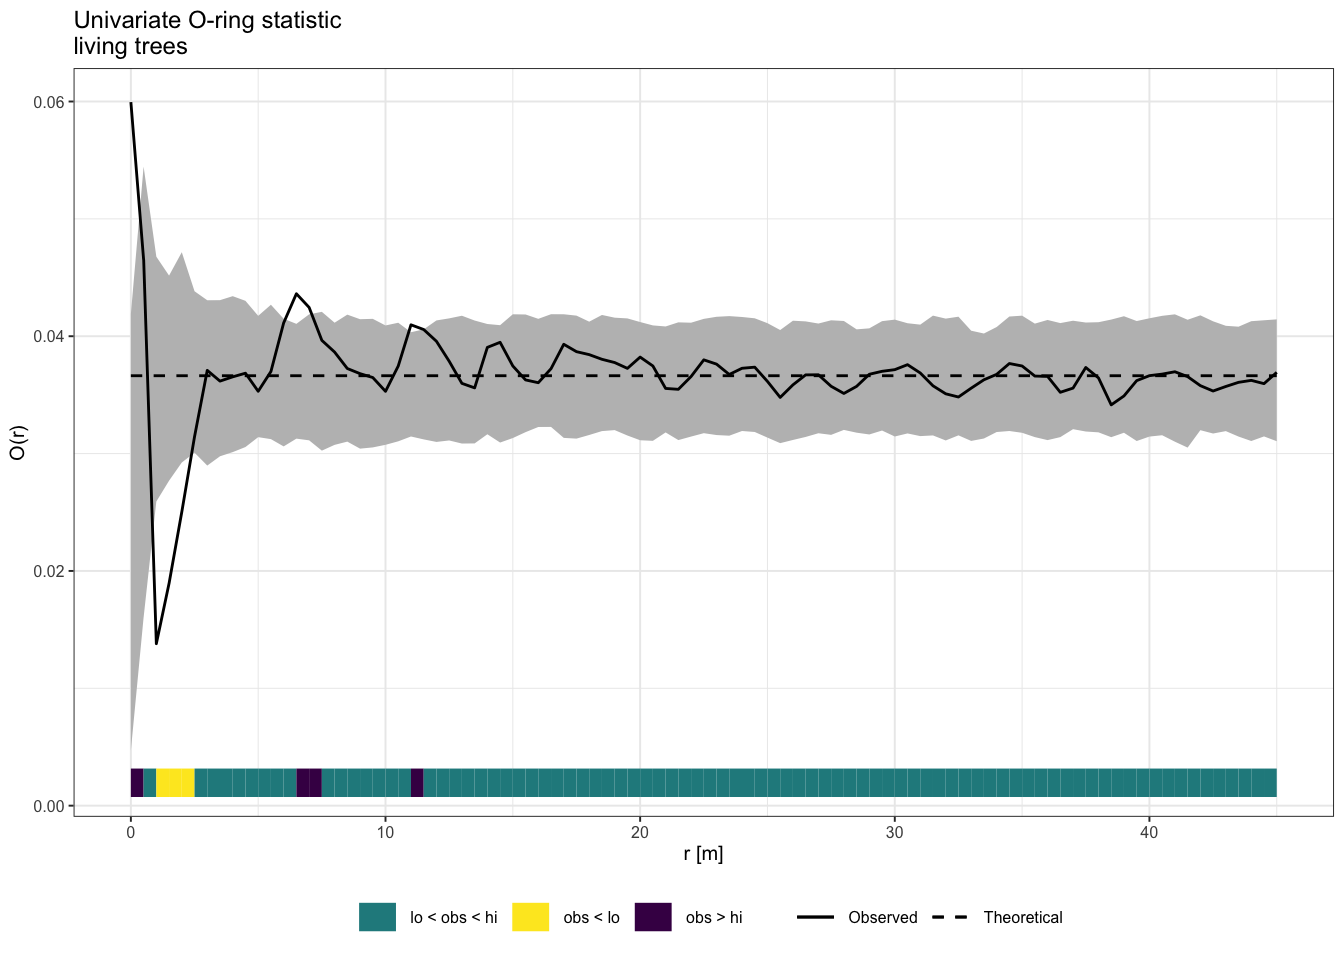 Univariate O-ring statistic
living trees
0.06
0.04
0.02
0.00
O(r)
0 10 20 30 40
r [m]
lo < obs < hi obs < lo obs > hi Observed Theoretical